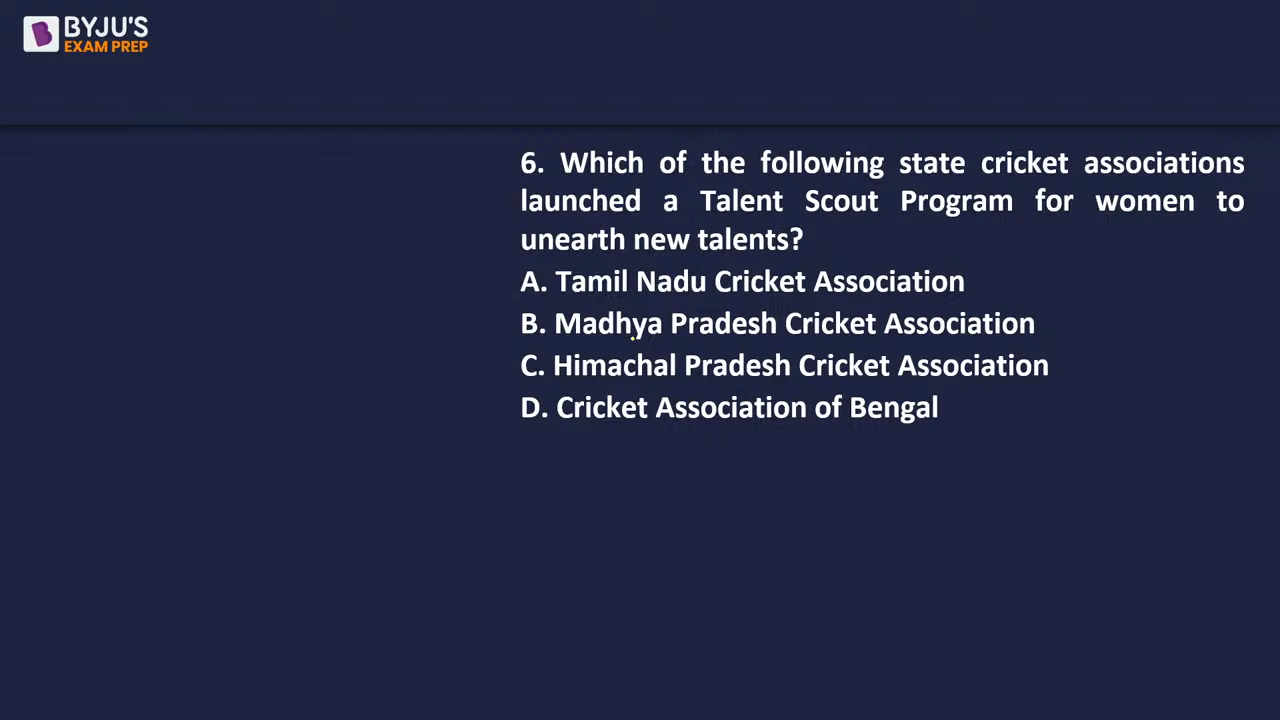 BYJU'S
EXAM PREP
6. Which of the following state cricket associations
launched a Talent Scout Program for women to
unearth new talents?
A. Tamil Nadu Cricket Association
B. Madhya Pradesh Cricket Association
C. Himachal Pradesh Cricket Association
D. Cricket Association of Bengal